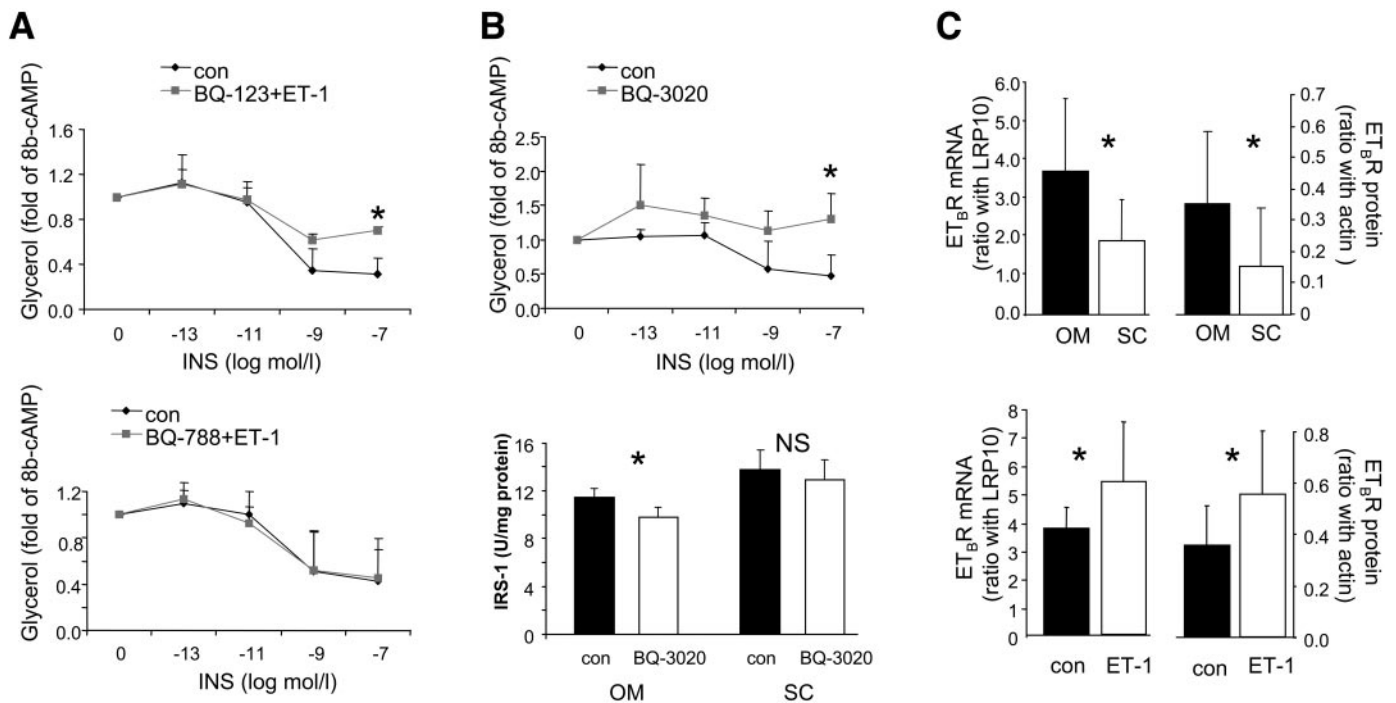 A
con
BQ-123+ET-1
Glycerol (fold of 8b-cAMP)
1.6
1.2
0.8
0.4
0.0
*
0 -13 -11 -9 -7
INS (log mol/l)
con
BQ-788+ET-1
Glycerol (fold of 8b-cAMP)
1.2
0.8
0.4
0.0
0 -13 -11 -9 -7
INS (log mol/l)
B
con
BQ-3020
Glycerol (fold of 8b-cAMP)
2.5
2.0
1.5
1.0
0.5
0.0
*
0 -13 -11 -9 -7
INS (log mol/l)
IRS-1 (U/mg protein)
16
12
8
4
0
*
NS
con BQ-3020 con BQ-3020
OM SC
C
ETBR mRNA
(ratio with LRP10)
6.0
5.0
4.0
3.0
2.0
1.0
0.0
*
OM SC
*
OM SC
0.7
0.6
0.5
0.4
0.3
0.2
0.1
0
ETBR protein
(ratio with actin )
ETBR mRNA
(ratio with LRP10)
8
7
6
5
4
3
2
1
0
*
con ET-1
*
con ET-1
0.8
0.6
0.4
0.2
0.0
ETBR protein
(ratio with actin)